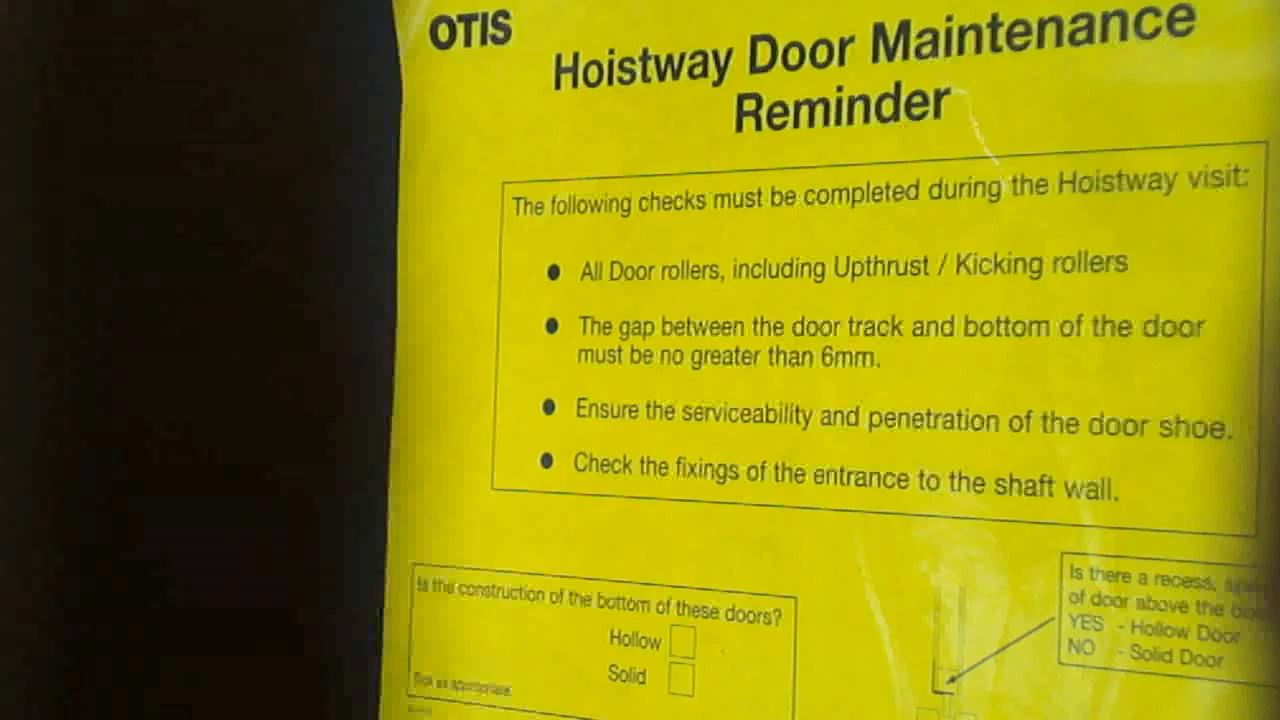 OTIS
Hoistway Door Maintenance
Reminder
The following checks must be completed during the Hoistway visit:
● All Door rollers, including Upthrust / Kicking rollers
● The gap between the door track and bottom of the door
must be no greater than 6mm.
● Ensure the serviceability and penetration of the door shoe.
● Check the fixings of the entrance to the shaft wall.
Is the construction of the bottom of these doors?
Hollow
Solid
Tick as appropriate
Is there a recess,
of door above the
YES - Hollow Door
NO - Solid Door